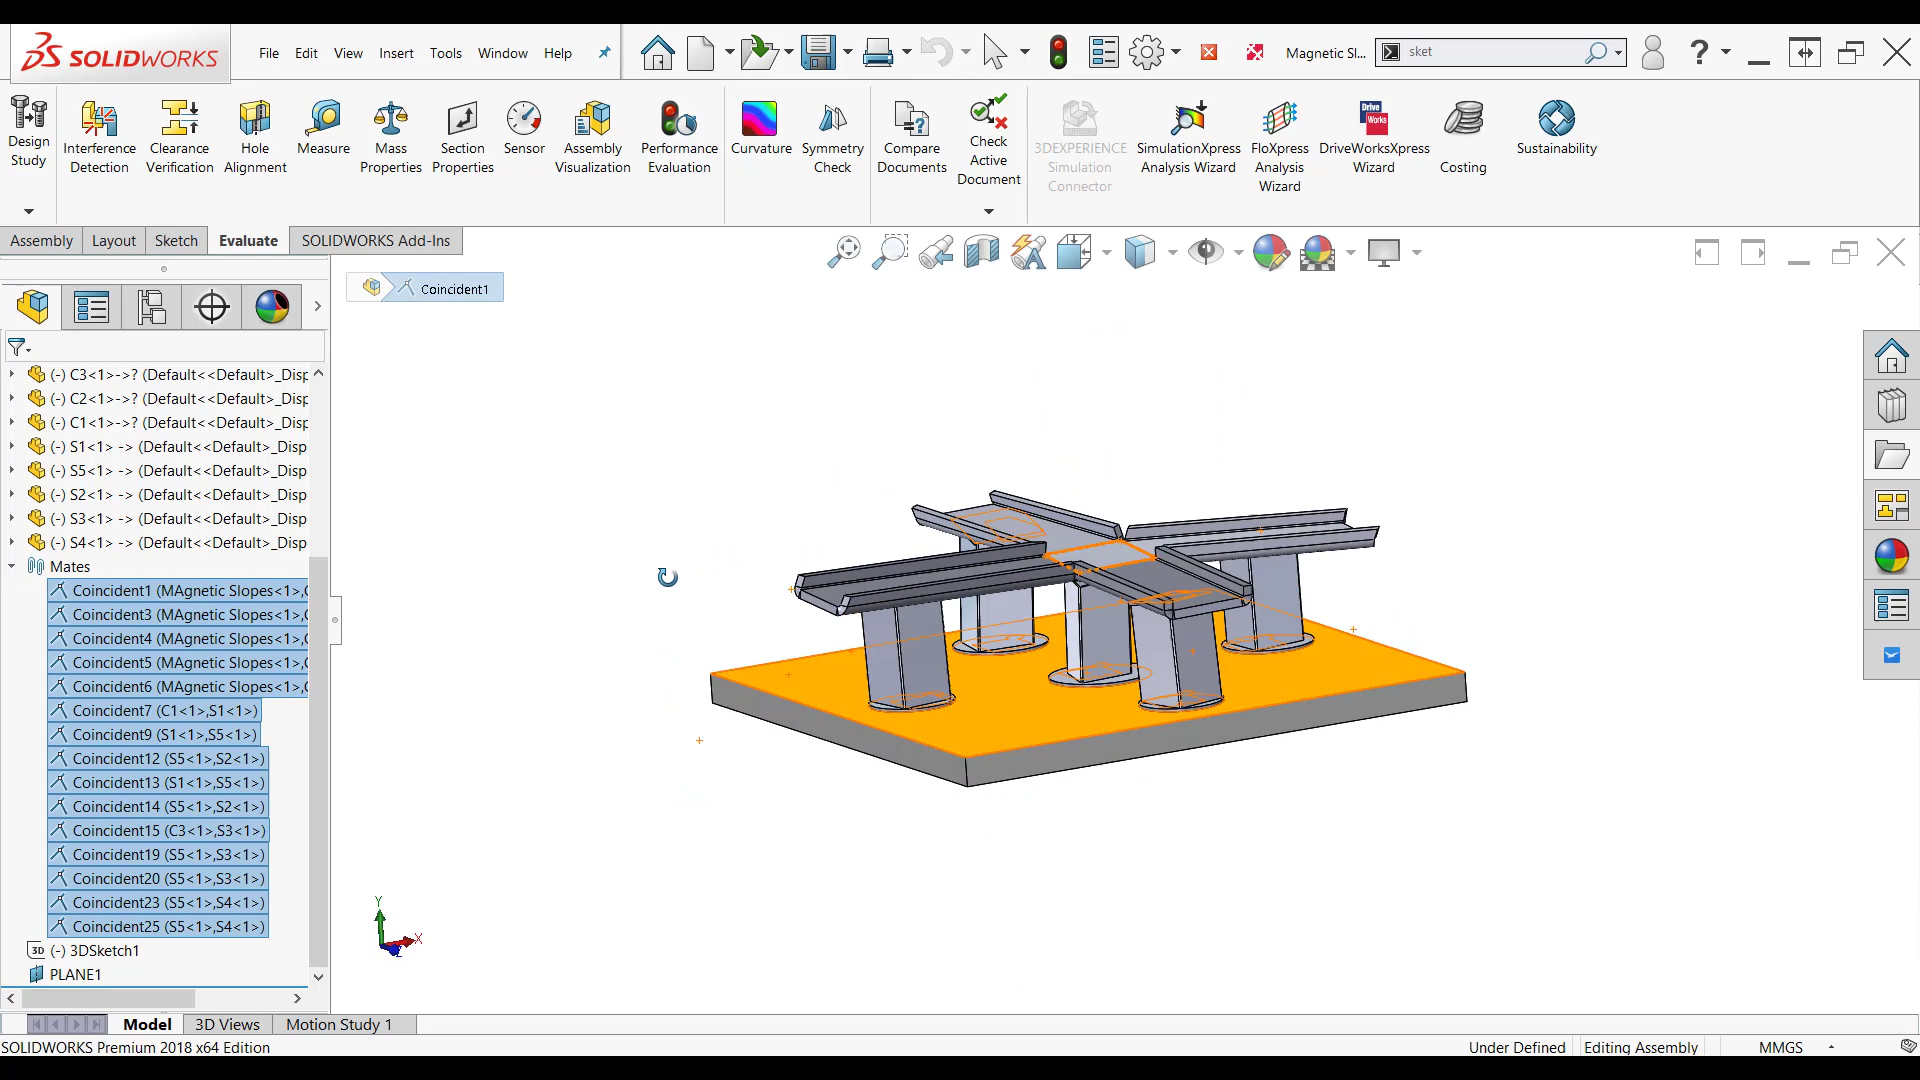 SOLIDWORKS
File Edit View Insert Tools Window Help
Magnetic Sl...
sket
Design Study
Interference Detection
Clearance Verification
Hole Alignment
Measure
Mass Properties
Section Properties
Sensor
Assembly Visualization
Performance Evaluation
Curvature
Symmetry Check
Compare Documents
Check Active Document
3DEXPERIENCE Simulation Connector
SimulationXpress Analysis Wizard
FloXpress Analysis Wizard
Drive Works
DriveWorksXpress Wizard
Costing
Sustainability
Assembly Layout Sketch Evaluate SOLIDWORKS Add-Ins
Coincident1
(-) C3<1>->? (Default<<Default>_Disp
(-) C2<1>->? (Default<<Default>_Disp
(-) C1<1>->? (Default<<Default>_Disp
(-) S1<1> -> (Default<<Default>_Disp
(-) S5<1> -> (Default<<Default>_Disp
(-) S2<1> -> (Default<<Default>_Disp
(-) S3<1> -> (Default<<Default>_Disp
(-) S4<1> -> (Default<<Default>_Disp
Mates
Coincident1 (MAgnetic Slopes<1>,C
Coincident3 (MAgnetic Slopes<1>,C
Coincident4 (MAgnetic Slopes<1>,C
Coincident5 (MAgnetic Slopes<1>,C
Coincident6 (MAgnetic Slopes<1>,C
Coincident7 (C1<1>,S1<1>)
Coincident9 (S1<1>,S5<1>)
Coincident12 (S5<1>,S2<1>)
Coincident13 (S1<1>,S5<1>)
Coincident14 (S5<1>,S2<1>)
Coincident15 (C3<1>,S3<1>)
Coincident19 (S5<1>,S3<1>)
Coincident20 (S5<1>,S3<1>)
Coincident23 (S5<1>,S4<1>)
Coincident25 (S5<1>,S4<1>)
3D (-) 3DSketch1
PLANE1
Y
X
Z
Model 3D Views Motion Study 1
SOLIDWORKS Premium 2018 x64 Edition
Under Defined Editing Assembly MMGS